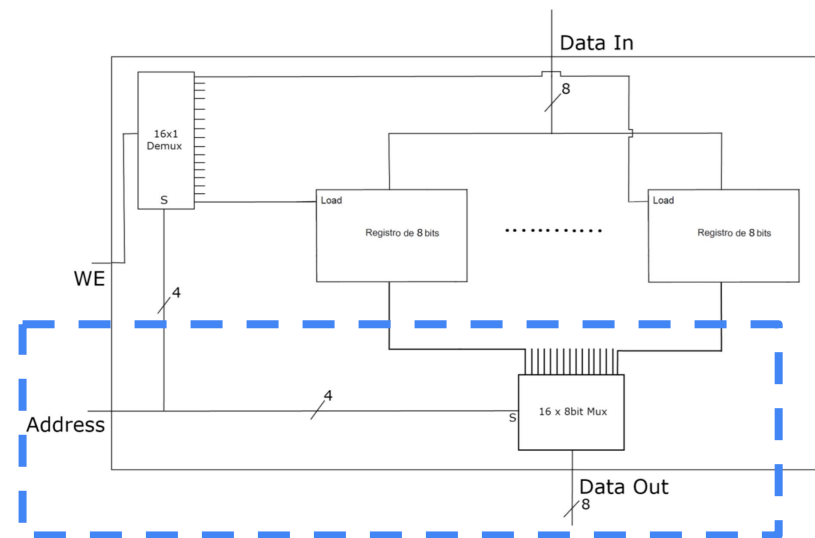 Data In
8
16x1
Demux
S
Load
Registro de 8 bits
Load
Registro de 8 bits
WE
4
Address
4
S
16 x 8bit Mux
Data Out
8